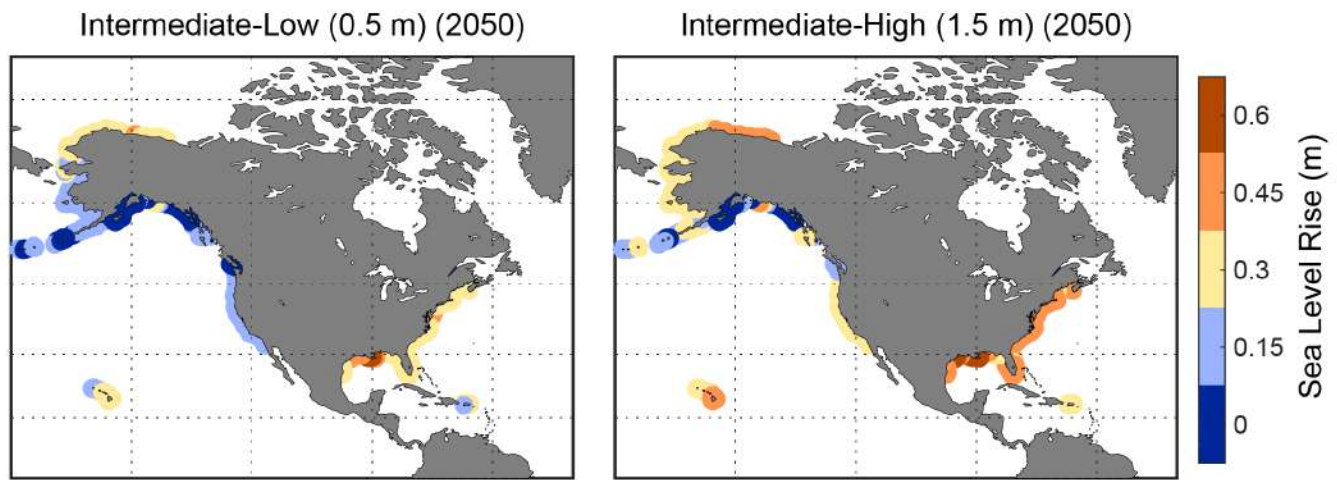 Intermediate-Low (0.5 m) (2050)
Intermediate-High (1.5 m) (2050)
0.6
0.45
0.3
0.15
0
Sea Level Rise (m)